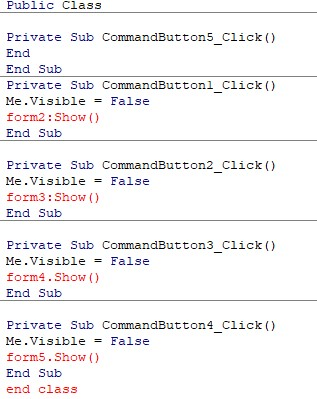 Public Class
Private Sub CommandButton5_Click()
End
End Sub
Private Sub CommandButton1_Click()
Me.Visible = False
form2:Show()
End Sub
Private Sub CommandButton2_Click()
Me.Visible = False
form3:Show()
End Sub
Private Sub CommandButton3_Click()
Me.Visible = False
form4.Show()
End Sub
Private Sub CommandButton4_Click()
Me.Visible = False
form5.Show()
End Sub
end class